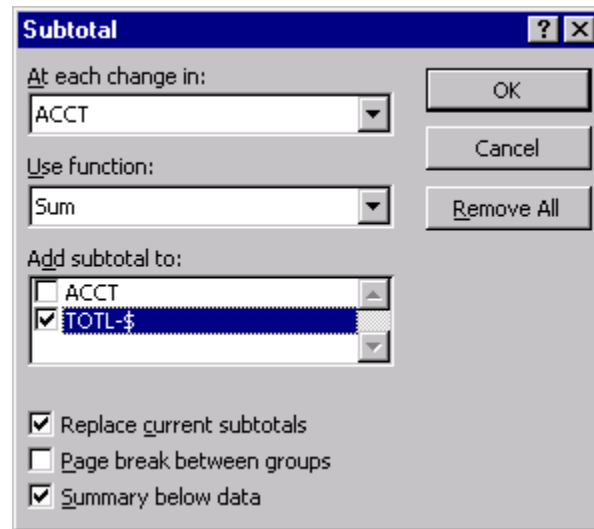 Subtotal
At each change in:
ACCT
OK
Cancel
Use function:
Sum
Remove All
Add subtotal to:
ACCT
TOTL-$
Replace current subtotals
Page break between groups
Summary below data